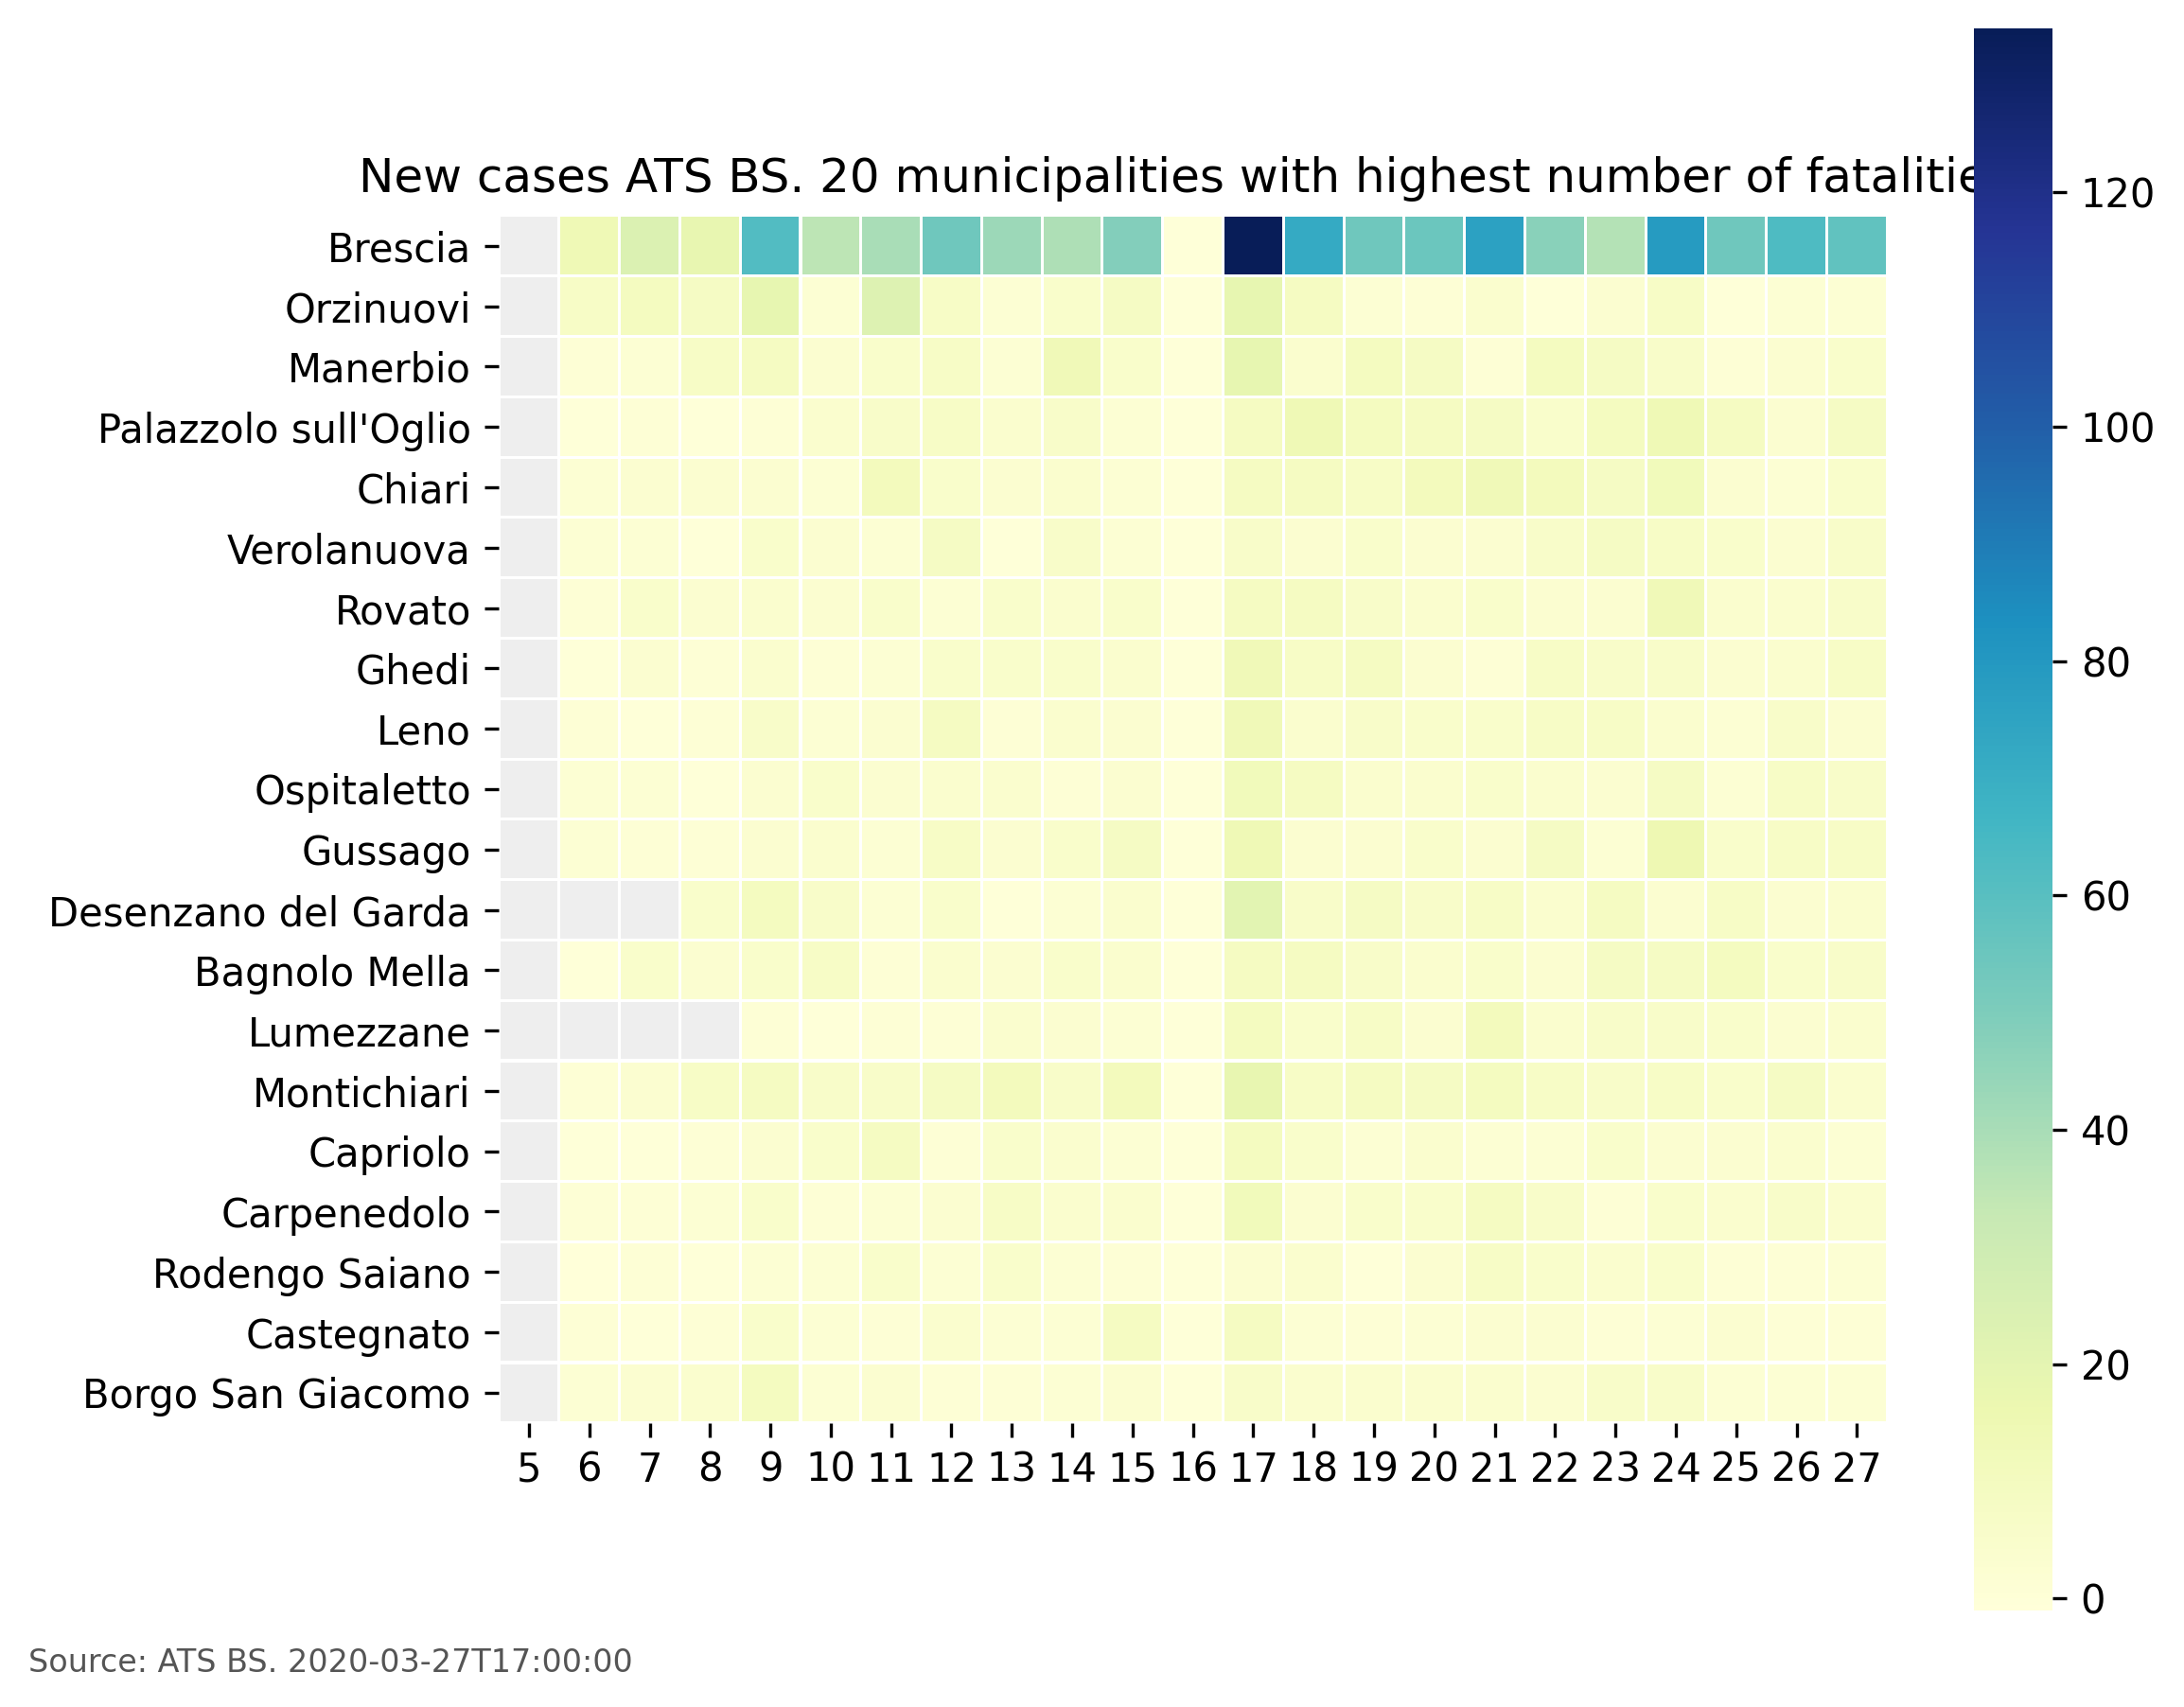 New cases ATS BS. 20 municipalities with highest number of fatalitie
Brescia
Orzinuovi
Manerbio
Palazzolo sull'Oglio
Chiari
Verolanuova
Rovato
Ghedi
Leno
Ospitaletto
Gussago
Desenzano del Garda
Bagnolo Mella
Lumezzane
Montichiari
Capriolo
Carpenedolo
Rodengo Saiano
Castegnato
Borgo San Giacomo
5 6 7 8 9 10 11 12 13 14 15 16 17 18 19 20 21 22 23 24 25 26 27
120
100
80
60
40
20
0
Source: ATS BS. 2020-03-27T17:00:00